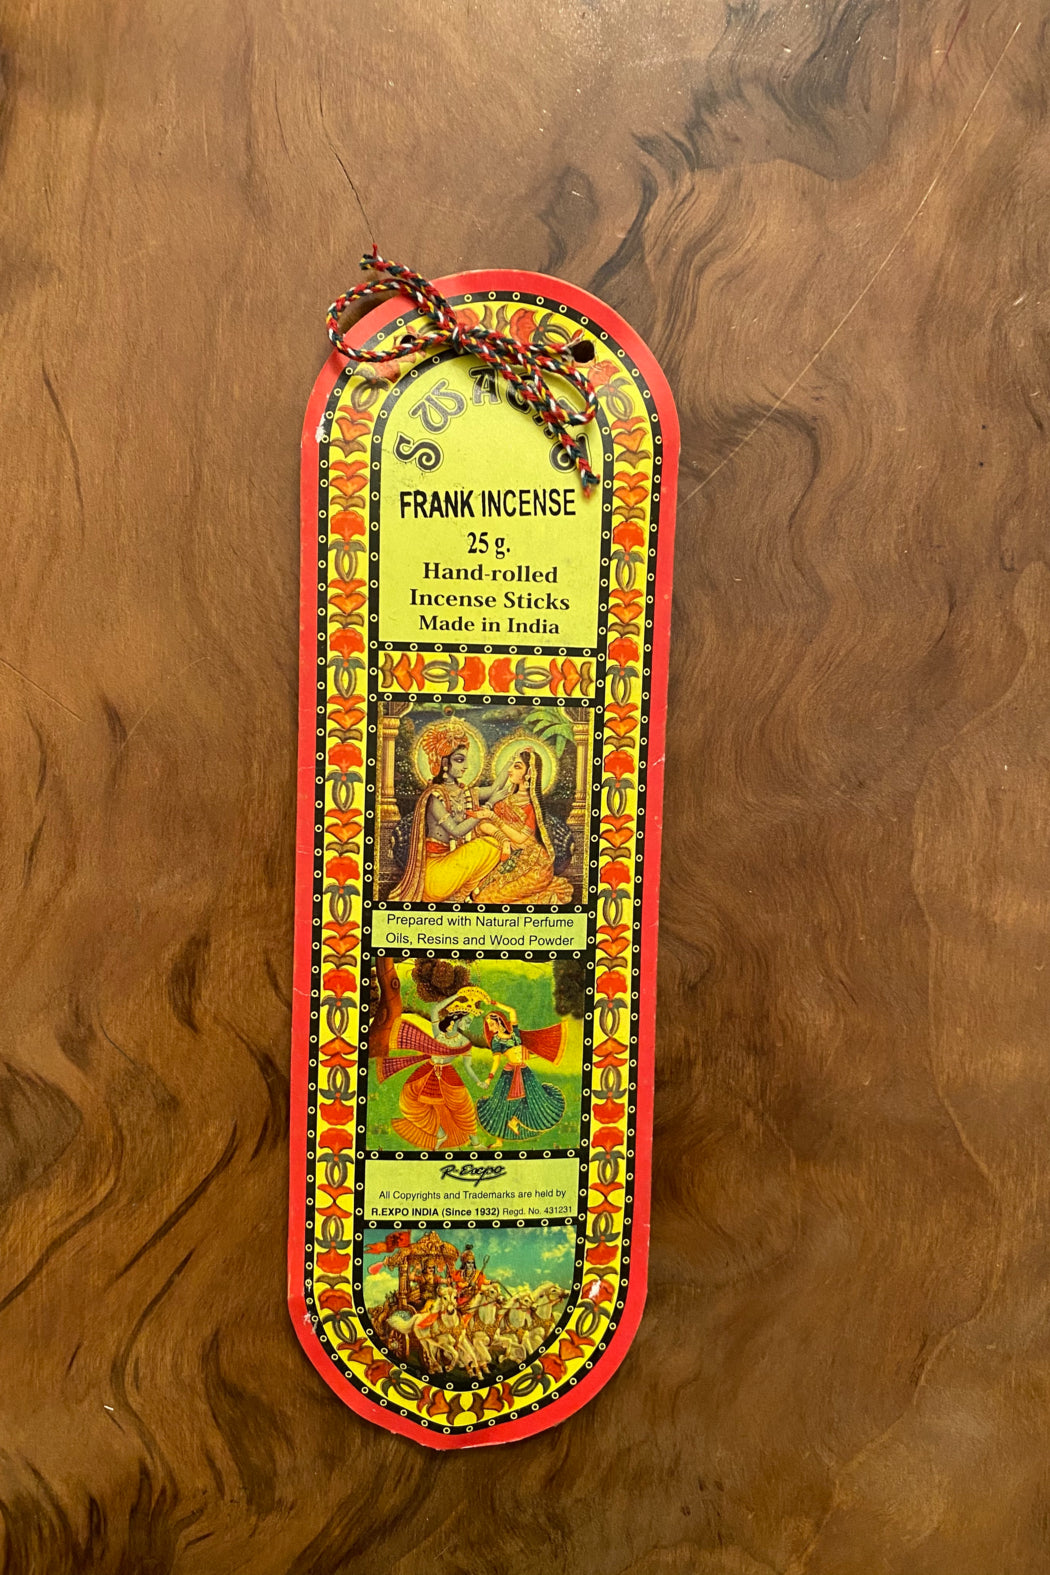 FRANK INCENSE
25 g.
Hand-rolled
Incense Sticks
Made in India
Prepared with Natural Perfume
Oils, Resins and Wood Powder
R-Expo
All Copyrights and Trademarks are held by
R.EXPO INDIA (Since 1932) Regd. No. 431231